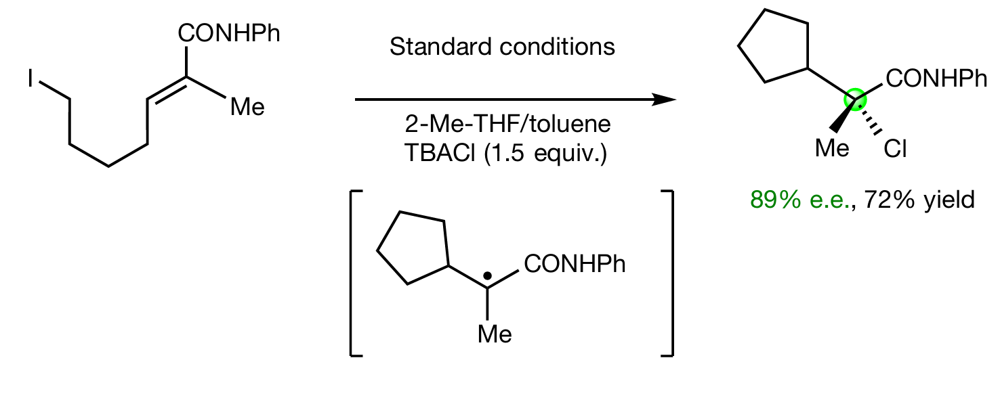 CONHPh
I
Me
Standard conditions
2-Me-THF/toluene
TBACl (1.5 equiv.)
CONHPh
Me
Cl
89% e.e., 72% yield
CONHPh
Me